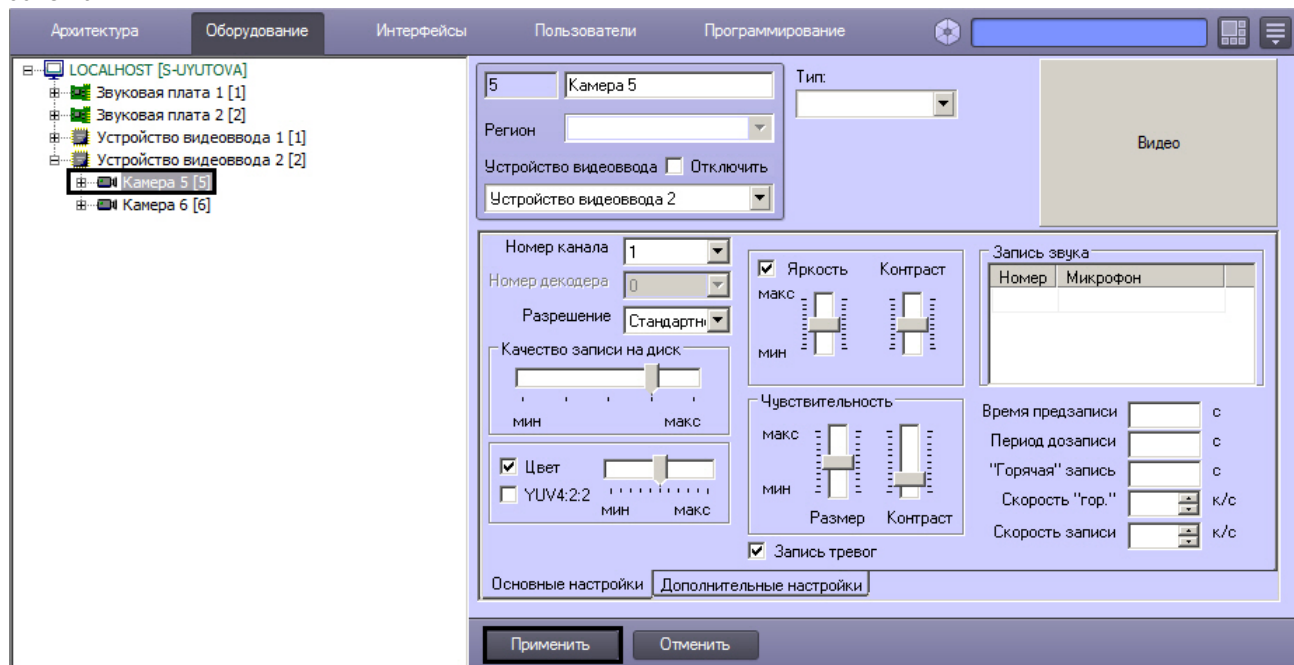 Архитектура Оборудование Интерфейсы Пользователи Программирование
LOCALHOST [S-UYUTOVA]
Звуковая плата 1 [1]
Звуковая плата 2 [2]
Устройство видеоввода 1 [1]
Устройство видеоввода 2 [2]
Камера 5 [5]
Камера 6 [6]
5 Камера 5
Тип:
Регион
Устройство видеоввода Отключить
Устройство видеоввода 2
Видео
Номер канала 1
Номер декодера 0
Разрешение Стандартн
Качество записи на диск
мин макс
Цвет
YUV4:2:2
мин макс
Яркость Контраст
макс
мин
Чувствительность
макс
мин
Размер Контраст
Запись тревог
Запись звука
Номер Микрофон
Время предзаписи с
Период дозаписи с
"Горячая" запись с
Скорость "гор." к/с
Скорость записи к/с
Основные настройки Дополнительные настройки
Применить Отменить